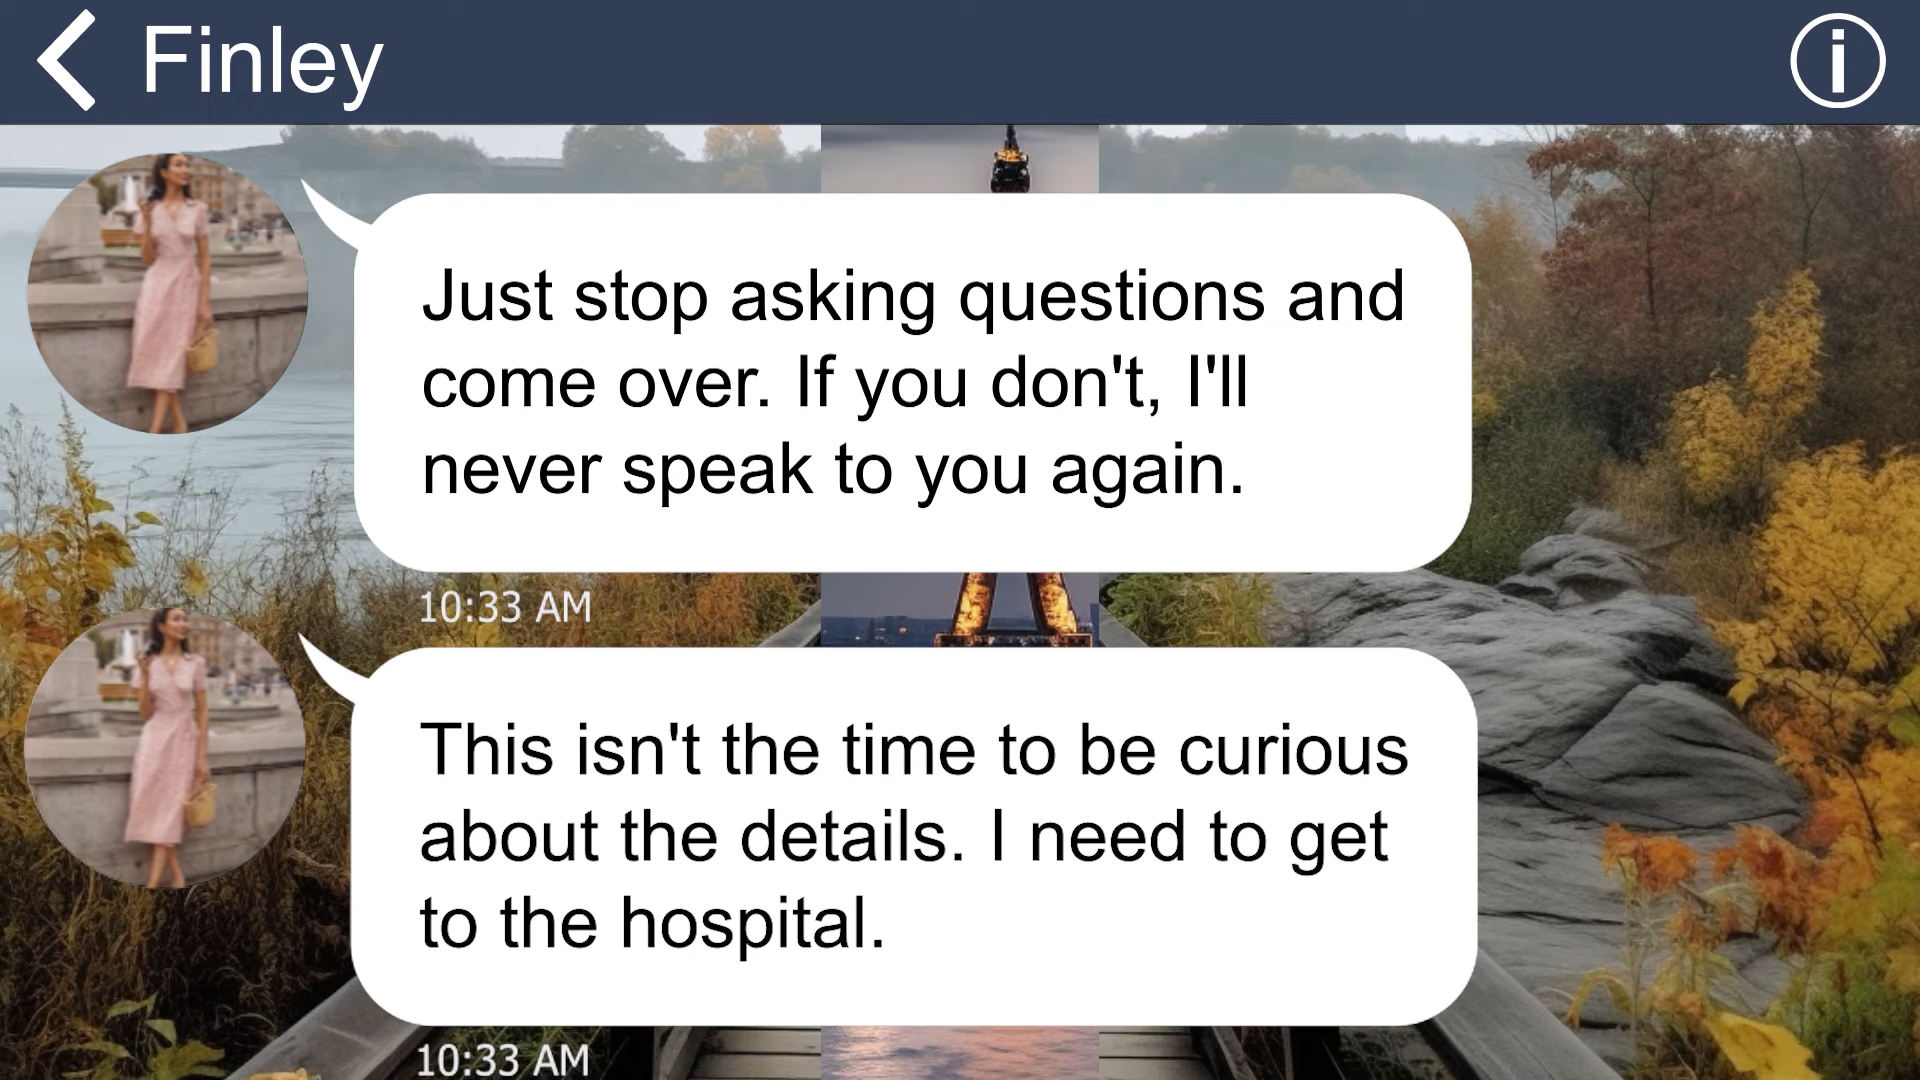 Finley
Just stop asking questions and
come over. If you don't, I'll
never speak to you again.
10:33 AM
This isn't the time to be curious
about the details. I need to get
to the hospital.
10:33 AM